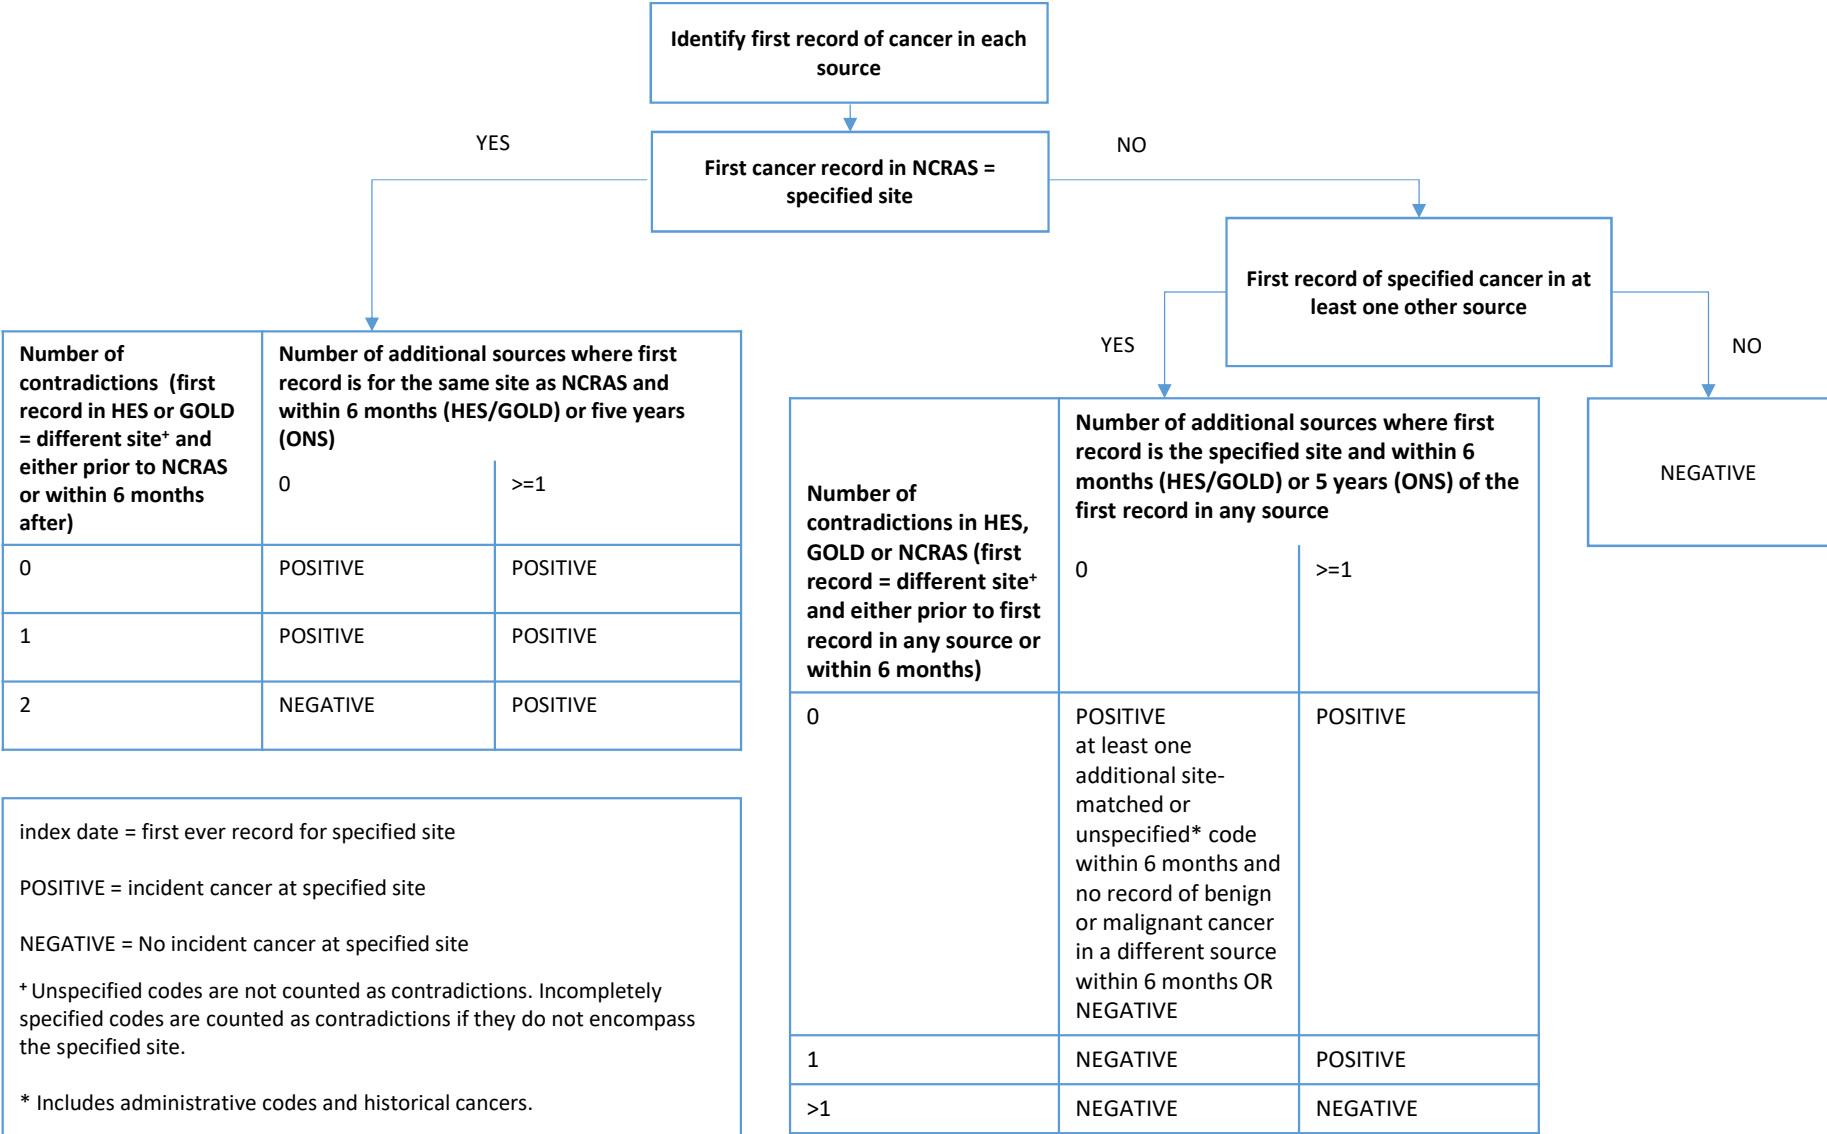 Identify first record of cancer in each
source
YES
NO
First cancer record in NCRAS =
specified site
First record of specified cancer in at
least one other source
YES
NO
Number of
contradictions (first
record in HES or GOLD
= different site⁺ and
either prior to NCRAS
or within 6 months
after)
Number of additional sources where first
record is for the same site as NCRAS and
within 6 months (HES/GOLD) or five years
(ONS)
0
>=1
0
POSITIVE
POSITIVE
1
POSITIVE
POSITIVE
2
NEGATIVE
POSITIVE
Number of
contradictions in HES,
GOLD or NCRAS (first
record = different site⁺
and either prior to first
record in any source or
within 6 months)
Number of additional sources where first
record is the specified site and within 6
months (HES/GOLD) or 5 years (ONS) of the
first record in any source
0
>=1
0
POSITIVE
at least one
additional site-
matched or
unspecified* code
within 6 months and
no record of benign
or malignant cancer
in a different source
within 6 months OR
NEGATIVE
POSITIVE
1
NEGATIVE
POSITIVE
>1
NEGATIVE
NEGATIVE
NEGATIVE
index date = first ever record for specified site
POSITIVE = incident cancer at specified site
NEGATIVE = No incident cancer at specified site
⁺ Unspecified codes are not counted as contradictions. Incompletely
specified codes are counted as contradictions if they do not encompass
the specified site.
* Includes administrative codes and historical cancers.